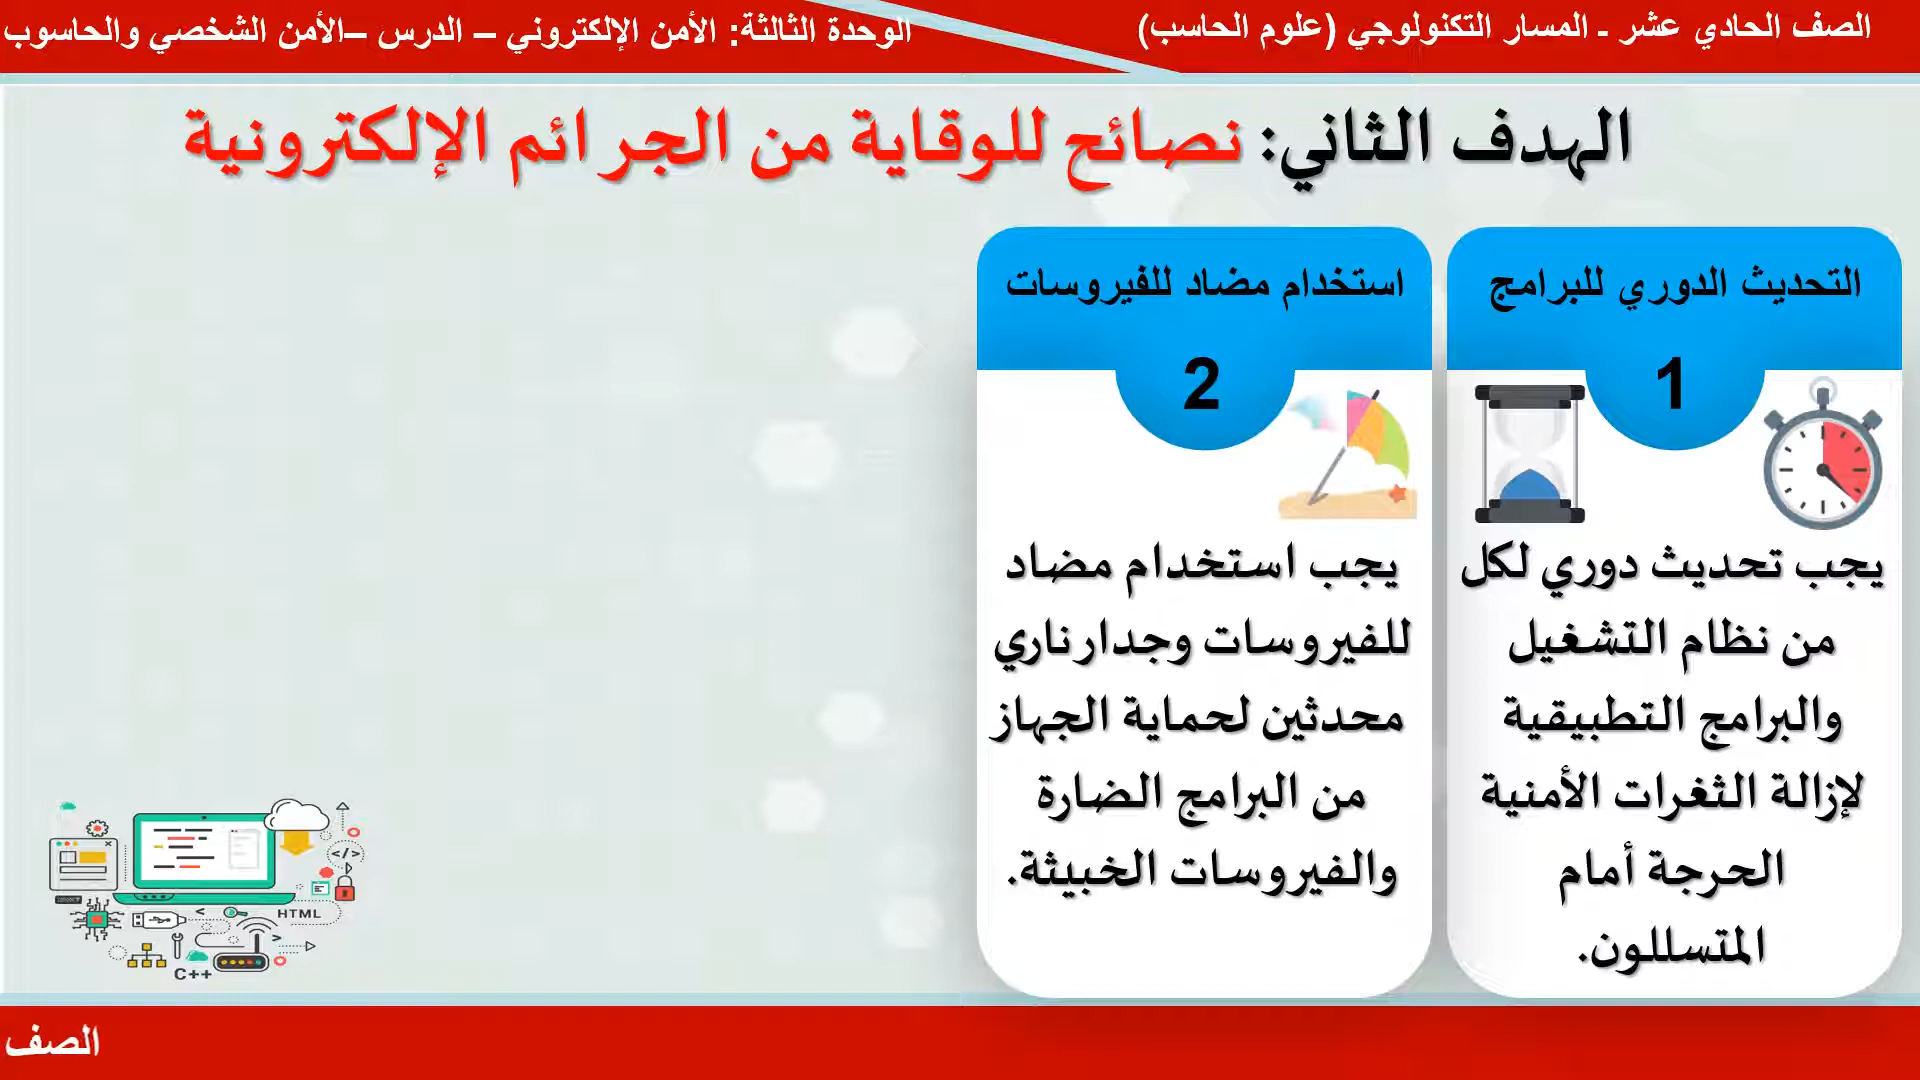 الصف الحادي عشر ـ المسار التكنولوجي (علوم الحاسب)
الوحدة الثالثة: الأمن الإلكتروني – الدرس –الأمن الشخصي والحاسوب
الهدف الثاني: نصائح للوقاية من الجرائم الإلكترونية
التحديث الدوري للبرامج
1
يجب تحديث دوري لكل
من نظام التشغيل
والبرامج التطبيقية
لإزالة الثغرات الأمنية
الحرجة أمام
المتسللون.
استخدام مضاد للفيروسات
2
يجب استخدام مضاد
للفيروسات وجدار ناري
محدثين لحماية الجهاز
من البرامج الضارة
والفيروسات الخبيثة.
</>
HTML
C++
الصف